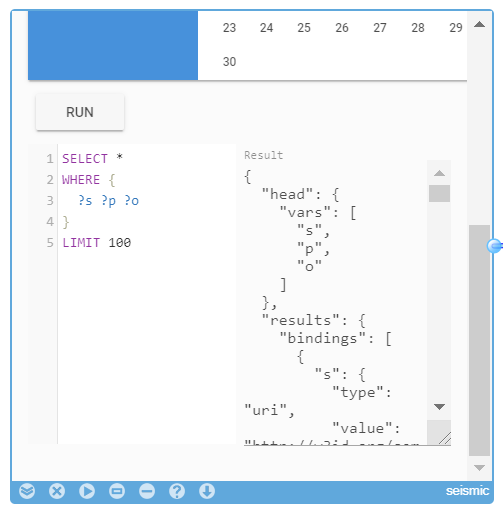 23 24 25 26 27 28 29
30
RUN
1 SELECT *
2 WHERE {
3 ?s ?p ?o
4 }
5 LIMIT 100
Result
{
"head": {
"vars": [
"s",
"p",
"o"
]
},
"results": {
"bindings": [
{
"s": {
"type":
"uri",
"value":
seismic